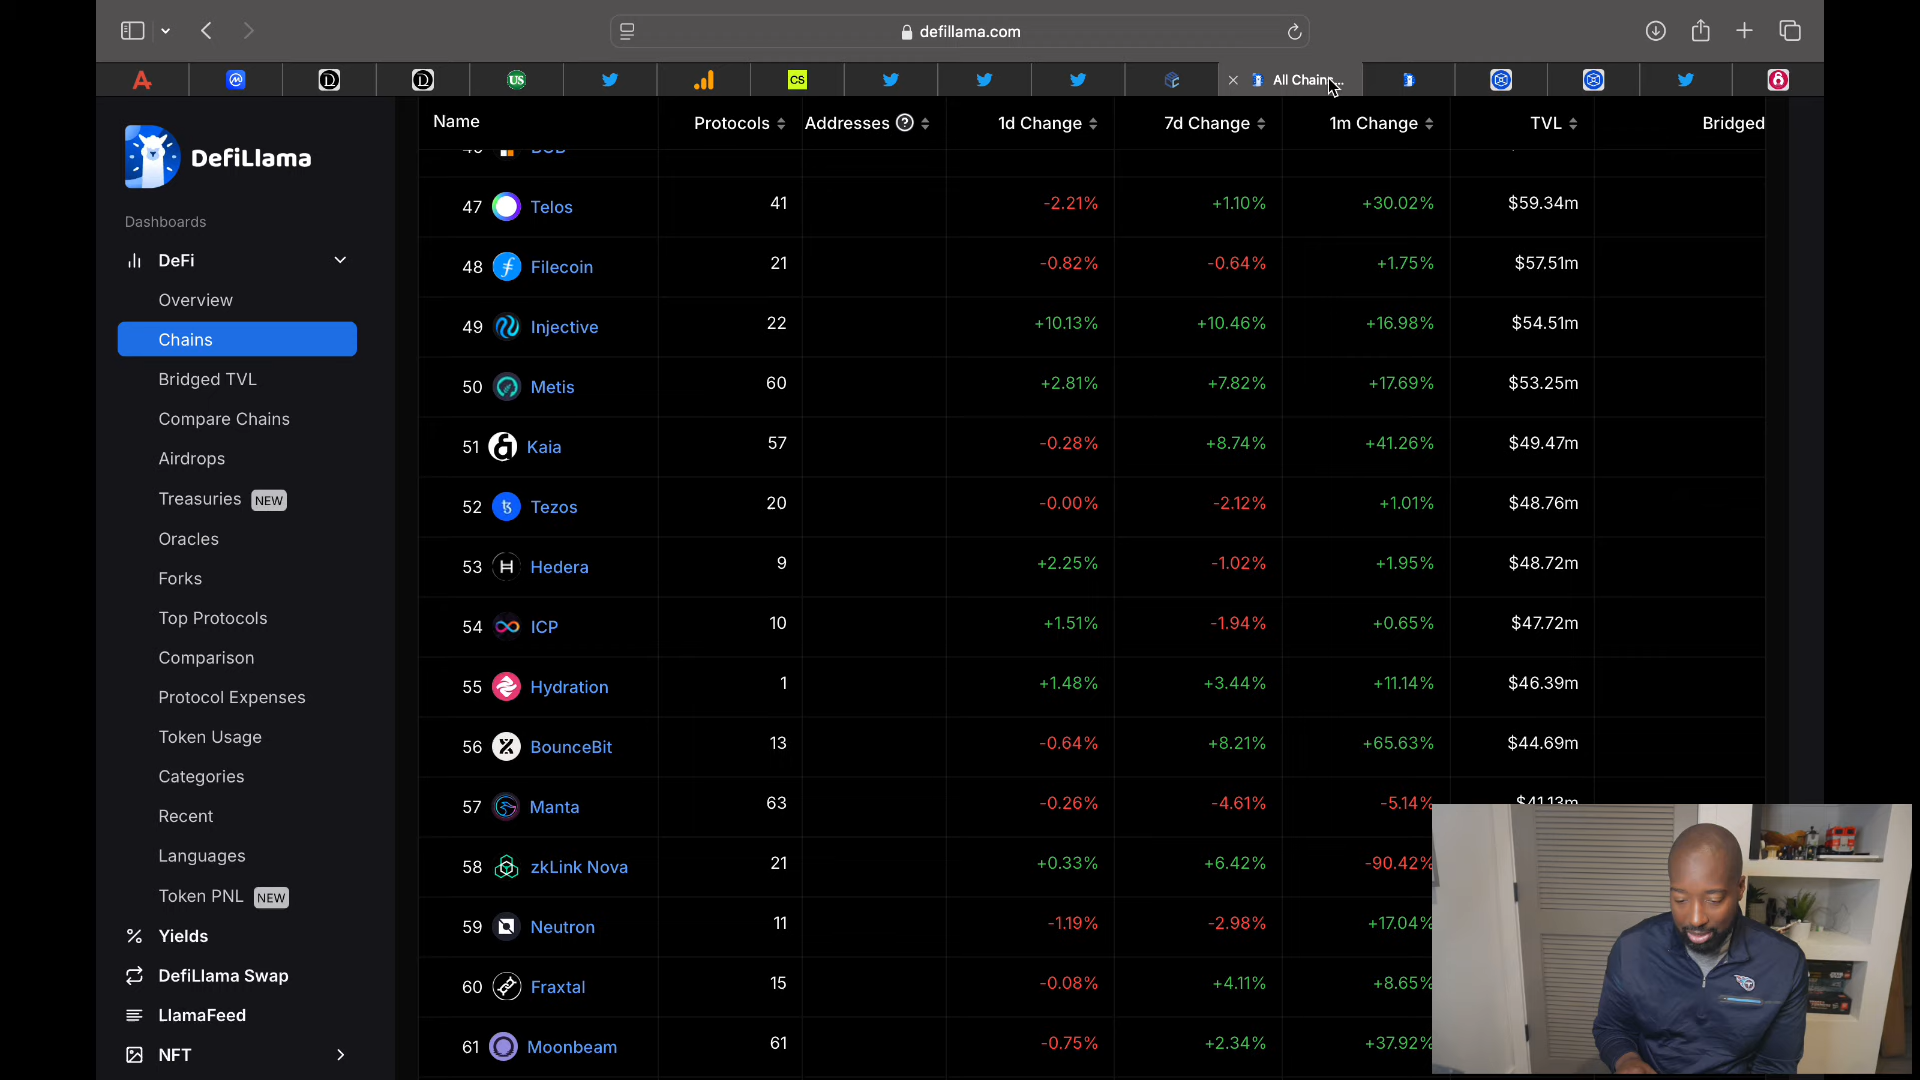 defillama.com
US
CS
All Chains...
DefiLlama
Dashboards
DeFi
Overview
Chains
Bridged TVL
Compare Chains
Airdrops
Treasuries NEW
Oracles
Forks
Top Protocols
Comparison
Protocol Expenses
Token Usage
Categories
Recent
Languages
Token PNL NEW
Yields
DefiLlama Swap
LlamaFeed
NFT
Name Protocols Addresses ? 1d Change 7d Change 1m Change TVL Bridged
47 Telos 41 -2.21% +1.10% +30.02% $59.34m
48 Filecoin 21 -0.82% -0.64% +1.75% $57.51m
49 Injective 22 +10.13% +10.46% +16.98% $54.51m
50 Metis 60 +2.81% +7.82% +17.69% $53.25m
51 Kaia 57 -0.28% +8.74% +41.26% $49.47m
52 Tezos 20 -0.00% -2.12% +1.01% $48.76m
53 Hedera 9 +2.25% -1.02% +1.95% $48.72m
54 ICP 10 +1.51% -1.94% +0.65% $47.72m
55 Hydration 1 +1.48% +3.44% +11.14% $46.39m
56 BounceBit 13 -0.64% +8.21% +65.63% $44.69m
57 Manta 63 -0.26% -4.61% -5.14% $41.13m
58 zkLink Nova 21 +0.33% +6.42% -90.42%
59 Neutron 11 -1.19% -2.98% +17.04%
60 Fraxtal 15 -0.08% +4.11% +8.65%
61 Moonbeam 61 -0.75% +2.34% +37.92%